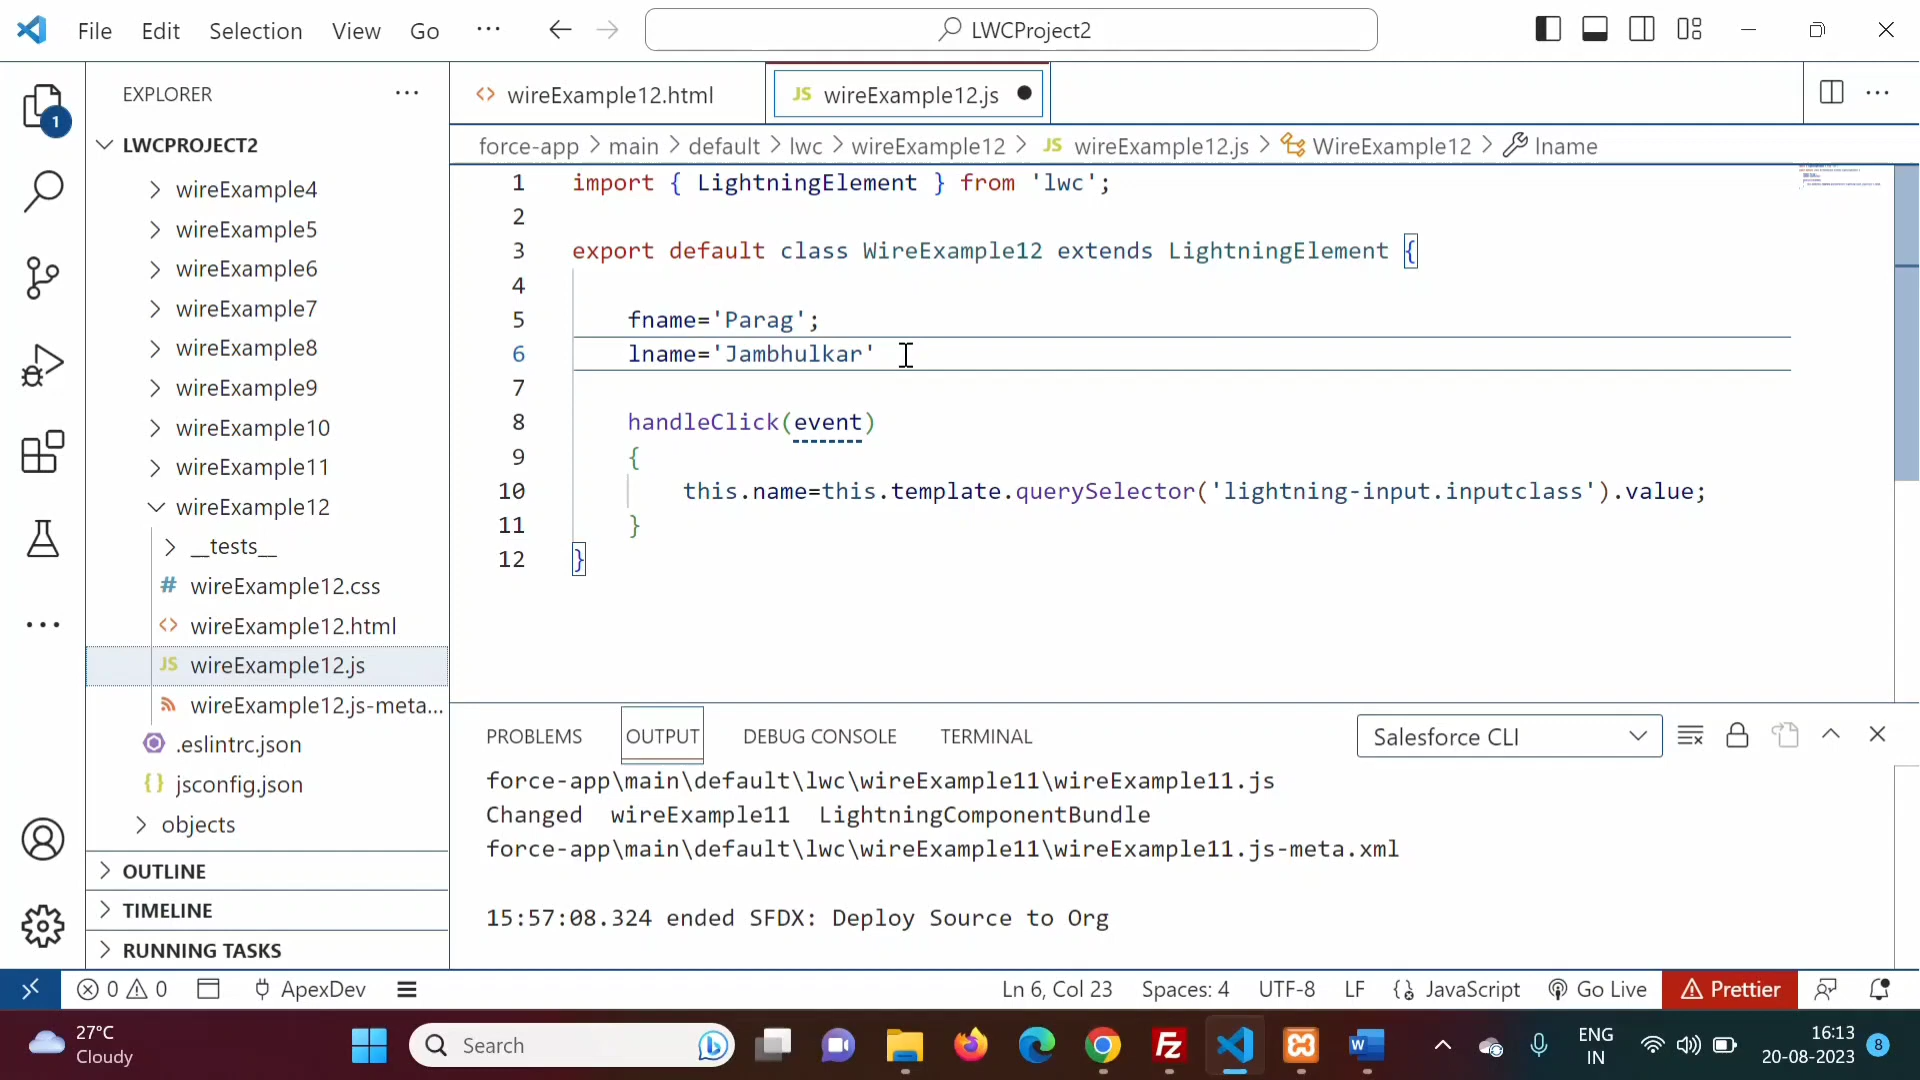 File Edit Selection View Go ··· LWCProject2
EXPLORER ···
1
LWCPROJECT2
wireExample4
wireExample5
wireExample6
wireExample7
wireExample8
wireExample9
wireExample10
wireExample11
wireExample12
__tests__
# wireExample12.css
<> wireExample12.html
JS wireExample12.js
wireExample12.js-meta...
.eslintrc.json
{} jsconfig.json
objects
OUTLINE
TIMELINE
RUNNING TASKS
<> wireExample12.html JS wireExample12.js
force-app > main > default > lwc > wireExample12 > JS wireExample12.js > WireExample12 > lname
1 import { LightningElement } from 'lwc';
2
3 export default class WireExample12 extends LightningElement {
4
5 fname='Parag';
6 lname='Jambhulkar'
7
8 handleClick(event)
9 {
10 this.name=this.template.querySelector('lightning-input.inputclass').value;
11 }
12 }
PROBLEMS OUTPUT DEBUG CONSOLE TERMINAL Salesforce CLI
force-app\main\default\lwc\wireExample11\wireExample11.js
Changed wireExample11 LightningComponentBundle
force-app\main\default\lwc\wireExample11\wireExample11.js-meta.xml
15:57:08.324 ended SFDX: Deploy Source to Org
0 0 ApexDev Ln 6, Col 23 Spaces: 4 UTF-8 LF {} JavaScript Go Live Prettier
27°C
Cloudy
Search
Fz
W
ENG
IN
16:13
20-08-2023
8